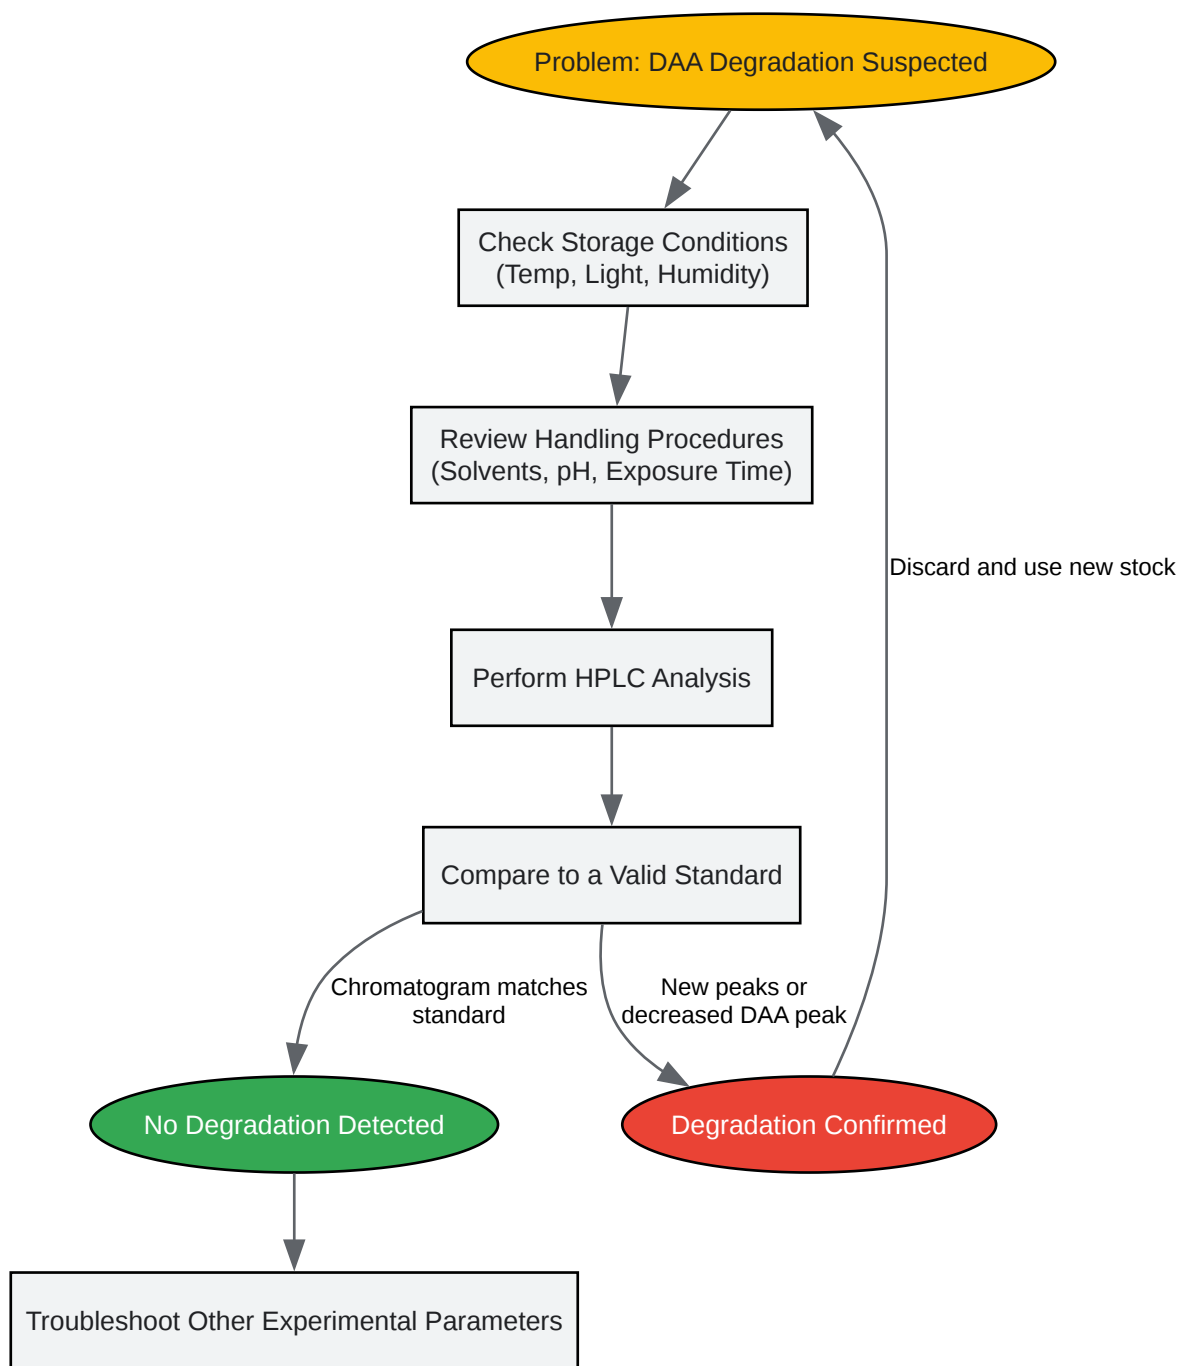 Problem: DAA Degradation Suspected
Check Storage Conditions
(Temp, Light, Humidity)
Review Handling Procedures
(Solvents, pH, Exposure Time)
Discard and use new stock
Perform HPLC Analysis
Compare to a Valid Standard
Chromatogram matches
standard
New peaks or
decreased DAA peak
No Degradation Detected
Degradation Confirmed
Troubleshoot Other Experimental Parameters